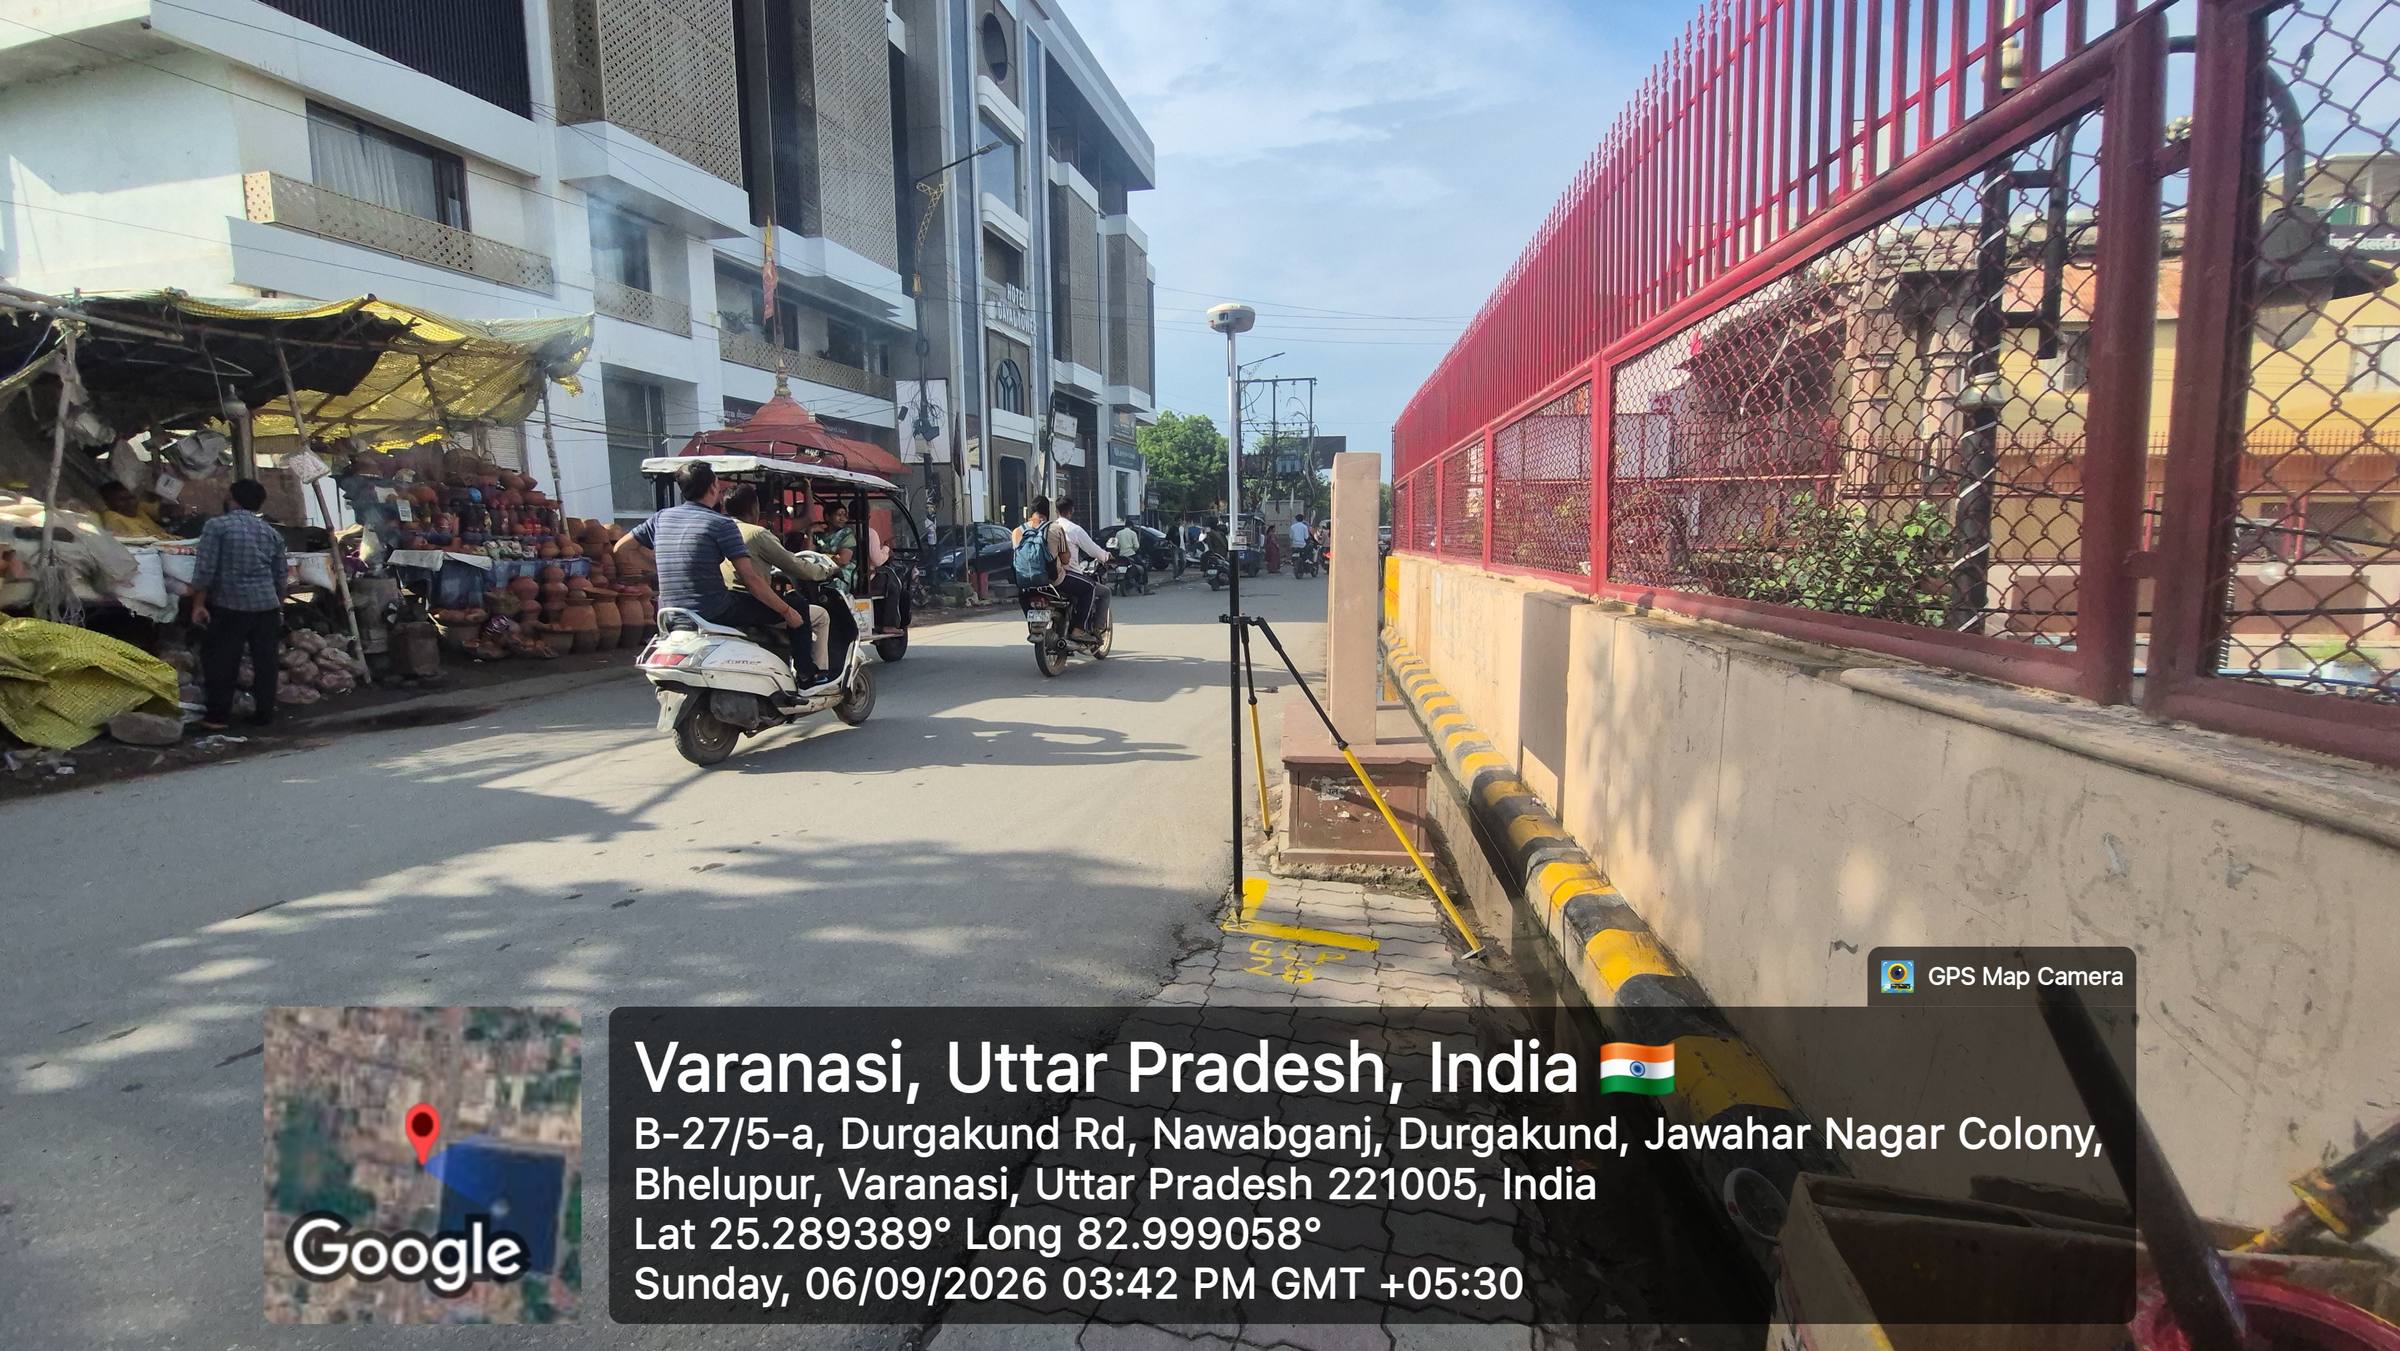 HOTEL
GCP
N 8
GPS Map Camera
Varanasi, Uttar Pradesh, India
B-27/5-a, Durgakund Rd, Nawabganj, Durgakund, Jawahar Nagar Colony,
Bhelupur, Varanasi, Uttar Pradesh 221005, India
Lat 25.289389° Long 82.999058°
Sunday, 06/09/2026 03:42 PM GMT +05:30
Google